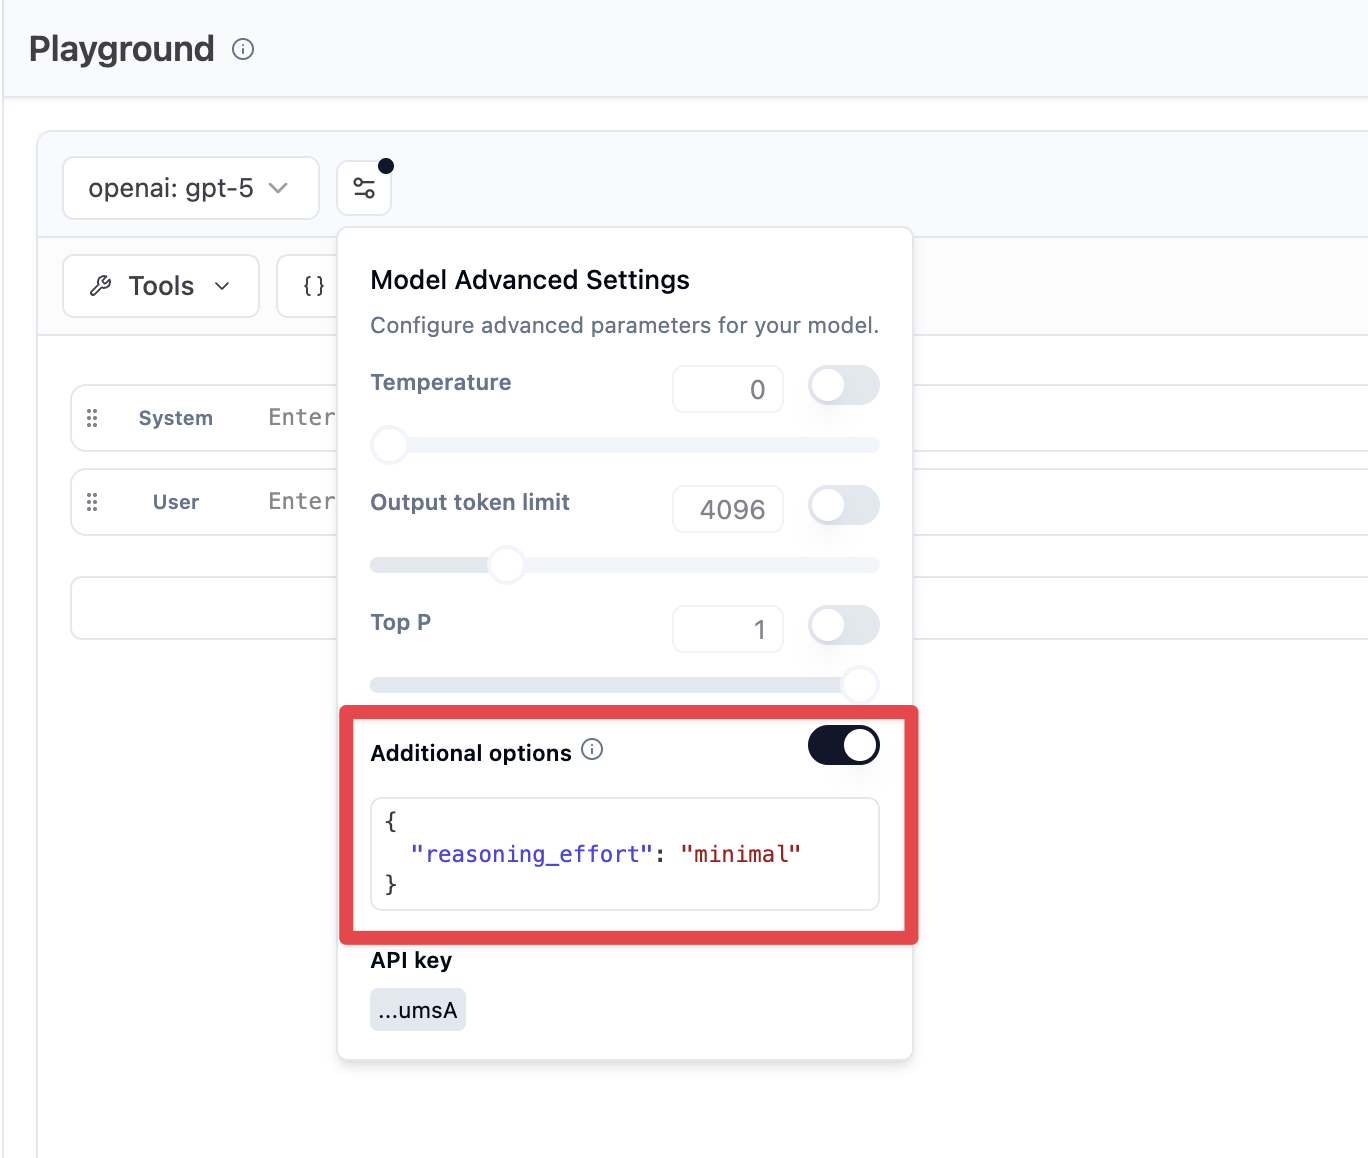 Playground
openai: gpt-5
Tools
{}
Model Advanced Settings
Configure advanced parameters for your model.
Temperature
0
System
Enter
Output token limit
4096
User
Enter
Top P
1
Additional options
{
"reasoning_effort": "minimal"
}
API key
...umsA